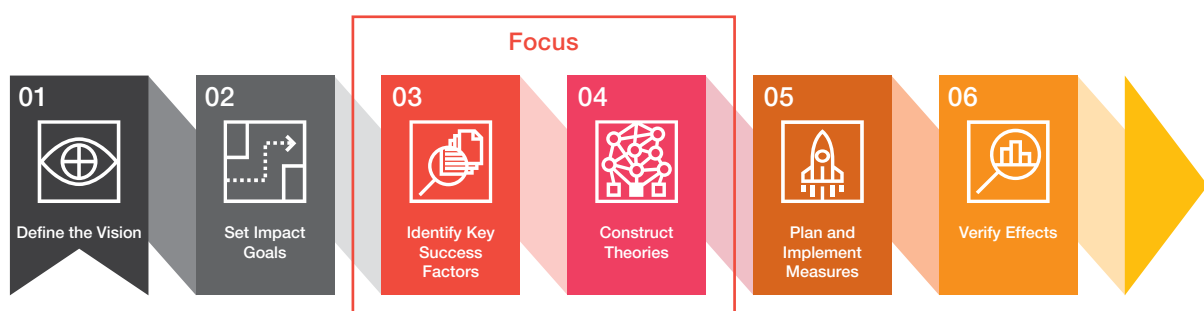 Focus
01
Define the Vision
02
Set Impact
Goals
03
Identify Key
Success
Factors
04
Construct
Theories
05
Plan and
Implement
Measures
06
Verify Effects